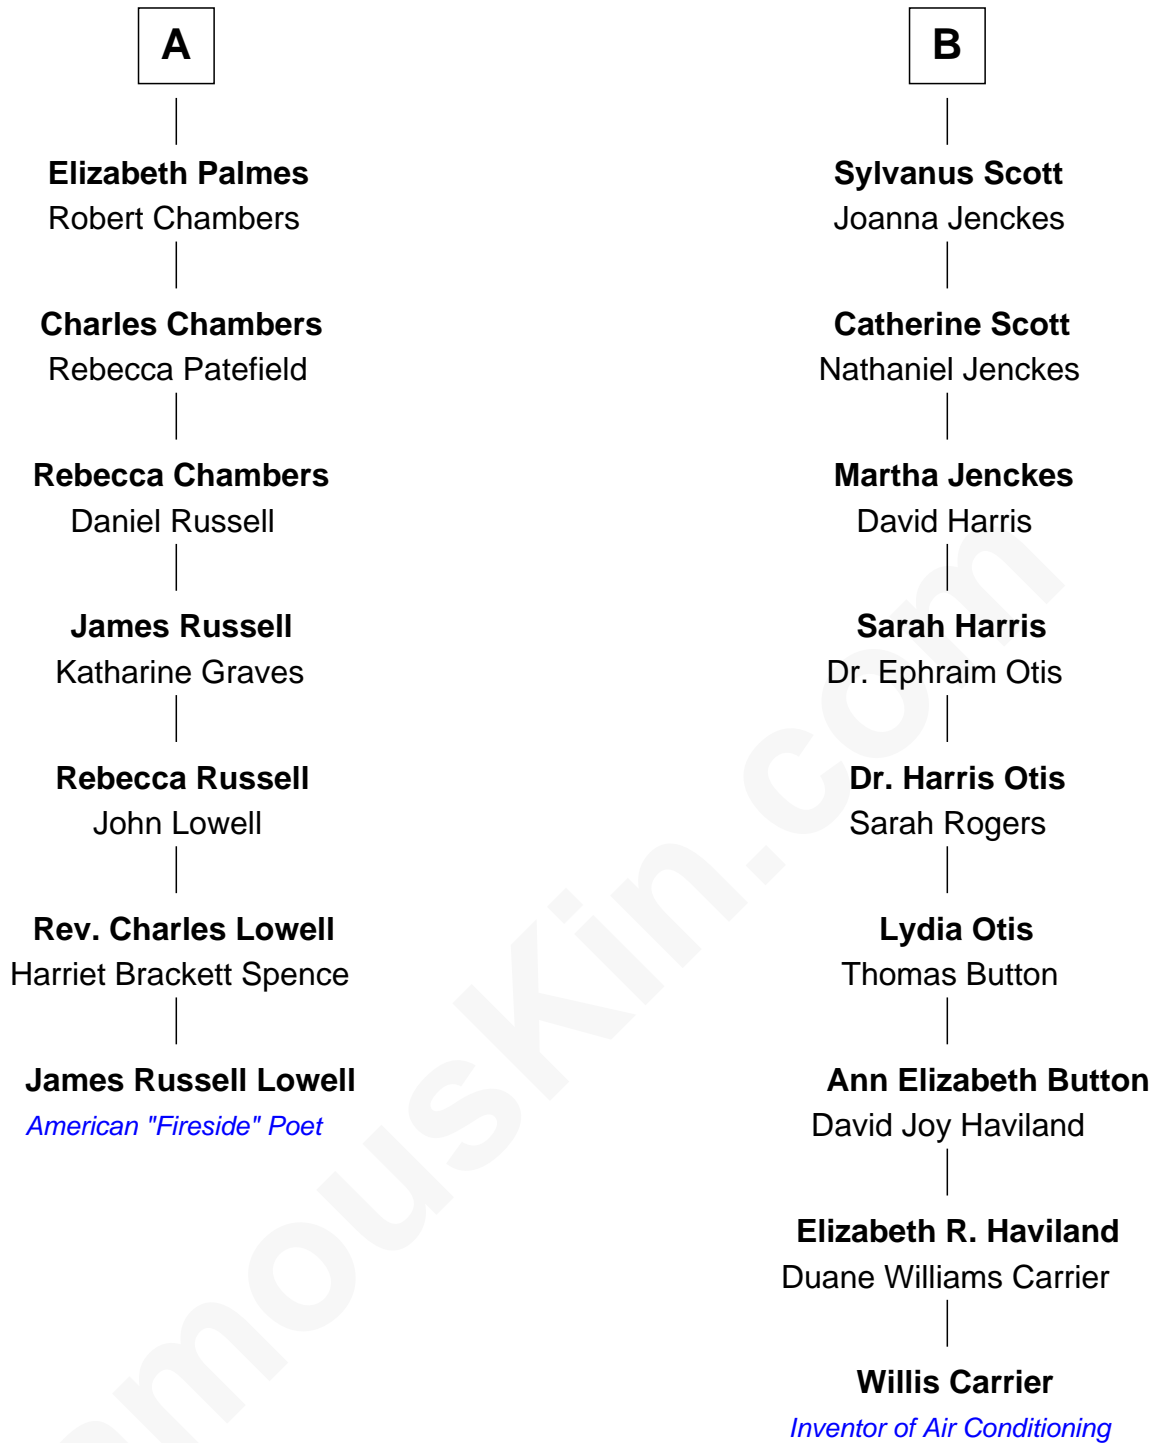 A
Elizabeth Palmes
Robert Chambers
Charles Chambers
Rebecca Patefield
Rebecca Chambers
Daniel Russell
James Russell
Katharine Graves
Rebecca Russell
John Lowell
Rev. Charles Lowell
Harriet Brackett Spence
James Russell Lowell
American "Fireside" Poet
B
Sylvanus Scott
Joanna Jenckes
Catherine Scott
Nathaniel Jenckes
Martha Jenckes
David Harris
Sarah Harris
Dr. Ephraim Otis
Dr. Harris Otis
Sarah Rogers
Lydia Otis
Thomas Button
Ann Elizabeth Button
David Joy Haviland
Elizabeth R. Haviland
Duane Williams Carrier
Willis Carrier
Inventor of Air Conditioning
amouskin.com